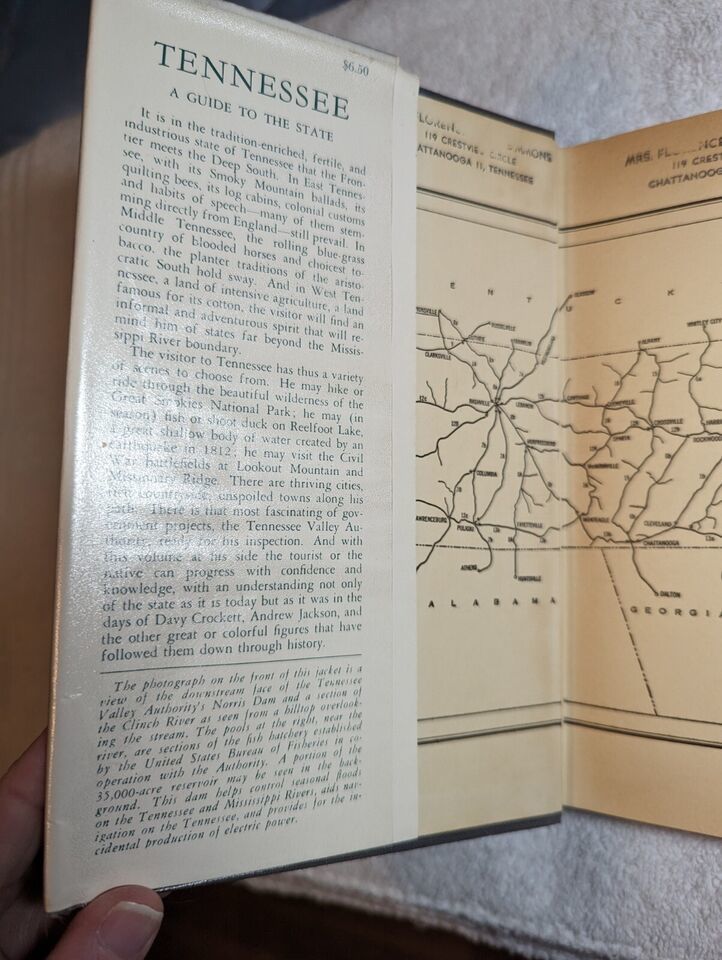 TENNESSEE
$6.50
A GUIDE TO THE STATE
It is in the tradition-enriched, fertile, and
industrious state of Tennessee that the Fron-
tier meets the Deep South. In East Tennes-
see, with its Smoky Mountain ballads, its
quilting bees, its log cabins, colonial customs
and habits of speech—many of them stem-
ming directly from England—still prevail. In
Middle Tennessee, the rolling blue-grass
country of blooded horses and choicest to-
bacco, the planter traditions of the aristo-
cratic South hold sway. And in West Ten-
nessee, a land of intensive agriculture, a land
famous for its cotton, the visitor will find an
informal and adventurous spirit that will re-
mind him of states far beyond the Missis-
sippi River boundary.
The visitor to Tennessee has thus a variety
of scenes to choose from. He may hike or
ride through the beautiful wilderness of the
Great Smokies National Park; he may (in
season) fish or shoot duck on Reelfoot Lake,
a great shallow body of water created by an
earthquake in 1812; he may visit the Civil
War battlefields at Lookout Mountain and
Missionary Ridge. There are thriving cities,
rich countryside, unspoiled towns along his
path. There is that most fascinating of gov-
ernment projects, the Tennessee Valley Au-
thority, ready for his inspection. And with
this volume at his side the tourist or the
native can progress with confidence and
knowledge, with an understanding not only
of the state as it is today but as it was in the
days of Davy Crockett, Andrew Jackson, and
the other great or colorful figures that have
followed them down through history.
The photograph on the front of this jacket is a
view of the downstream face of the Tennessee
Valley Authority's Norris Dam and a section of
the Clinch River as seen from a hilltop overlook-
ing the stream. The pools at the right, near the
river, are sections of the fish hatchery established
by the United States Bureau of Fisheries in co-
operation with the Authority. A portion of the
35,000-acre reservoir may be seen in the back-
ground. This dam helps control seasonal floods
on the Tennessee and Mississippi Rivers, aids nav-
igation on the Tennessee, and provides for the in-
cidental production of electric power.
119 CRESTVIEW CIRCLE
ATTANOOGA 11, TENNESSEE
MRS. FLORENCE
119 CREST
CHATTANOOG
E N T
C K
GLASGOW
CLARKSVILLE
NASHVILLE
LEBANON
CARTHAGE
ALBANY
WHITLEY CITY
CROSSVILLE
ROCKWOOD
SPARTA
MURFREESBORO
MCMINNVILLE
COLUMBIA
LAWRENCEBURG
PULASKI
FAYETTEVILLE
MONTEAGLE
CLEVELAND
CHATTANOOGA
ATHENS
HUNTSVILLE
DALTON
A L A B A M A
G E O R G I A